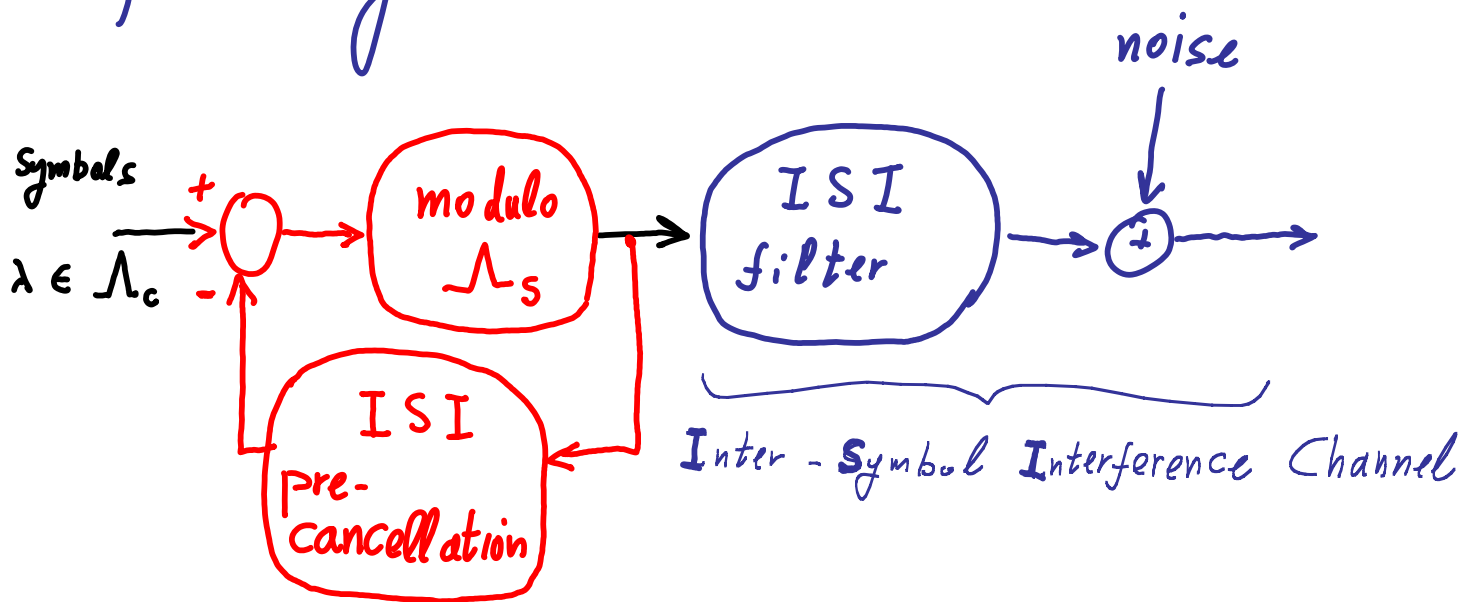 noise
symbols
λ ∈ Λc
+
-
modulo
Λs
ISI
filter
+
ISI
pre-
cancellation
Inter-Symbol Interference Channel